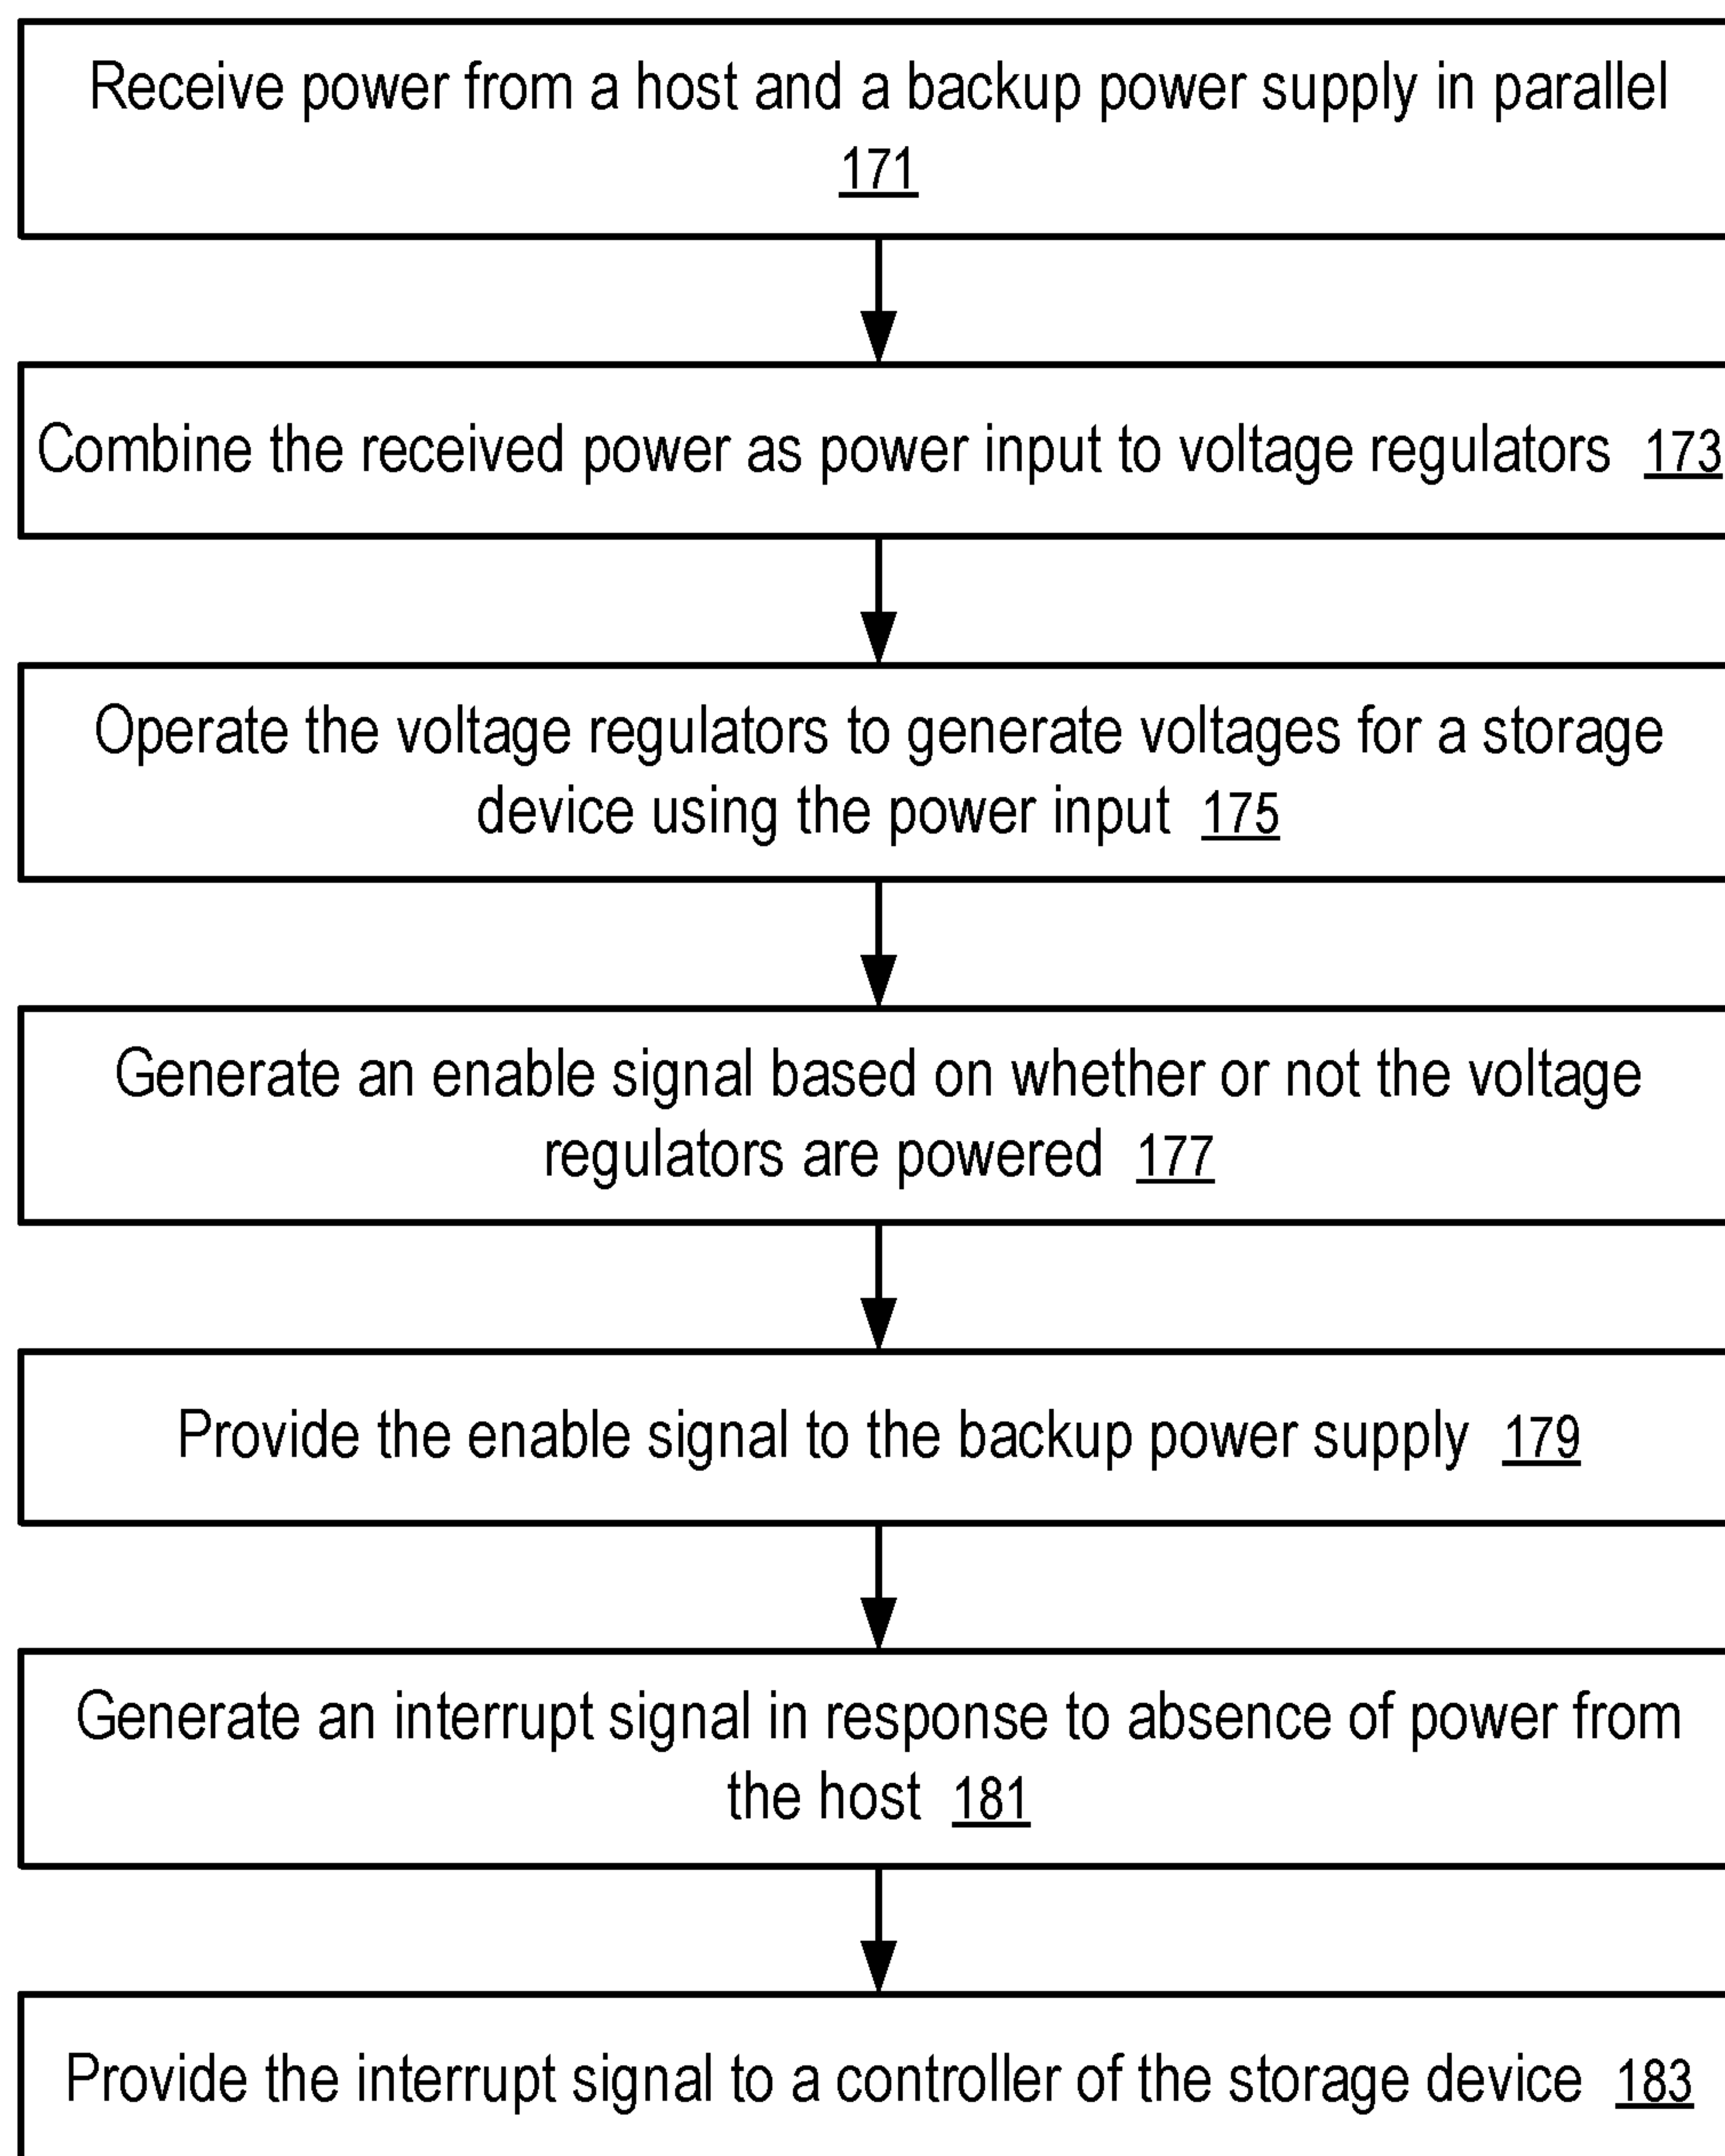 Receive power from a host and a backup power supply in parallel
171
Combine the received power as power input to voltage regulators 173
Operate the voltage regulators to generate voltages for a storage
device using the power input 175
Generate an enable signal based on whether or not the voltage
regulators are powered 177
Provide the enable signal to the backup power supply 179
Generate an interrupt signal in response to absence of power from
the host 181
Provide the interrupt signal to a controller of the storage device 183